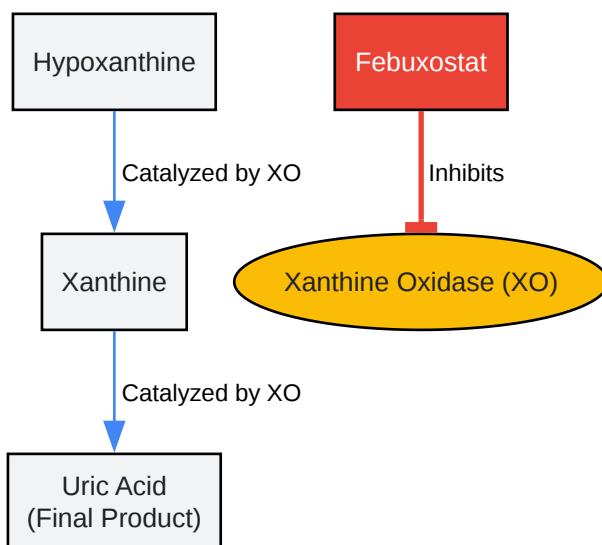 Hypoxanthine
Febuxostat
Catalyzed by XO
Inhibits
Xanthine
Xanthine Oxidase (XO)
Catalyzed by XO
Uric Acid
(Final Product)